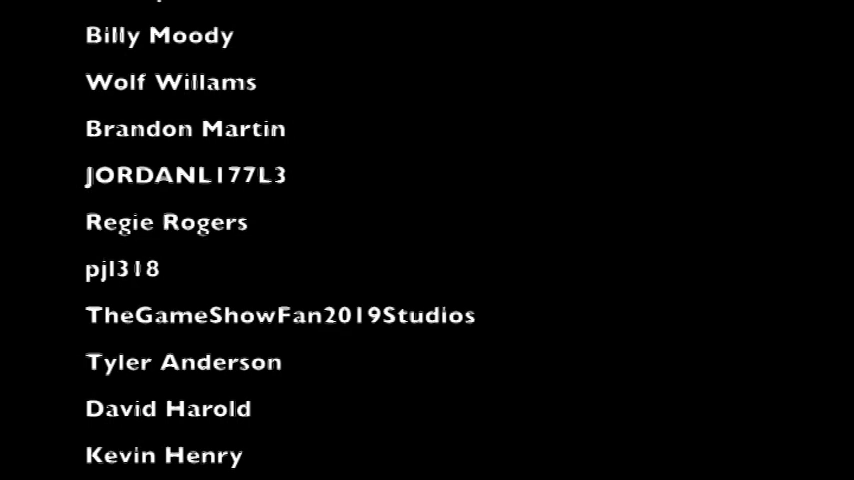 Billy Moody
Wolf Willams
Brandon Martin
JORDANL177L3
Regie Rogers
pjl318
TheGameShowFan2019Studios
Tyler Anderson
David Harold
Kevin Henry